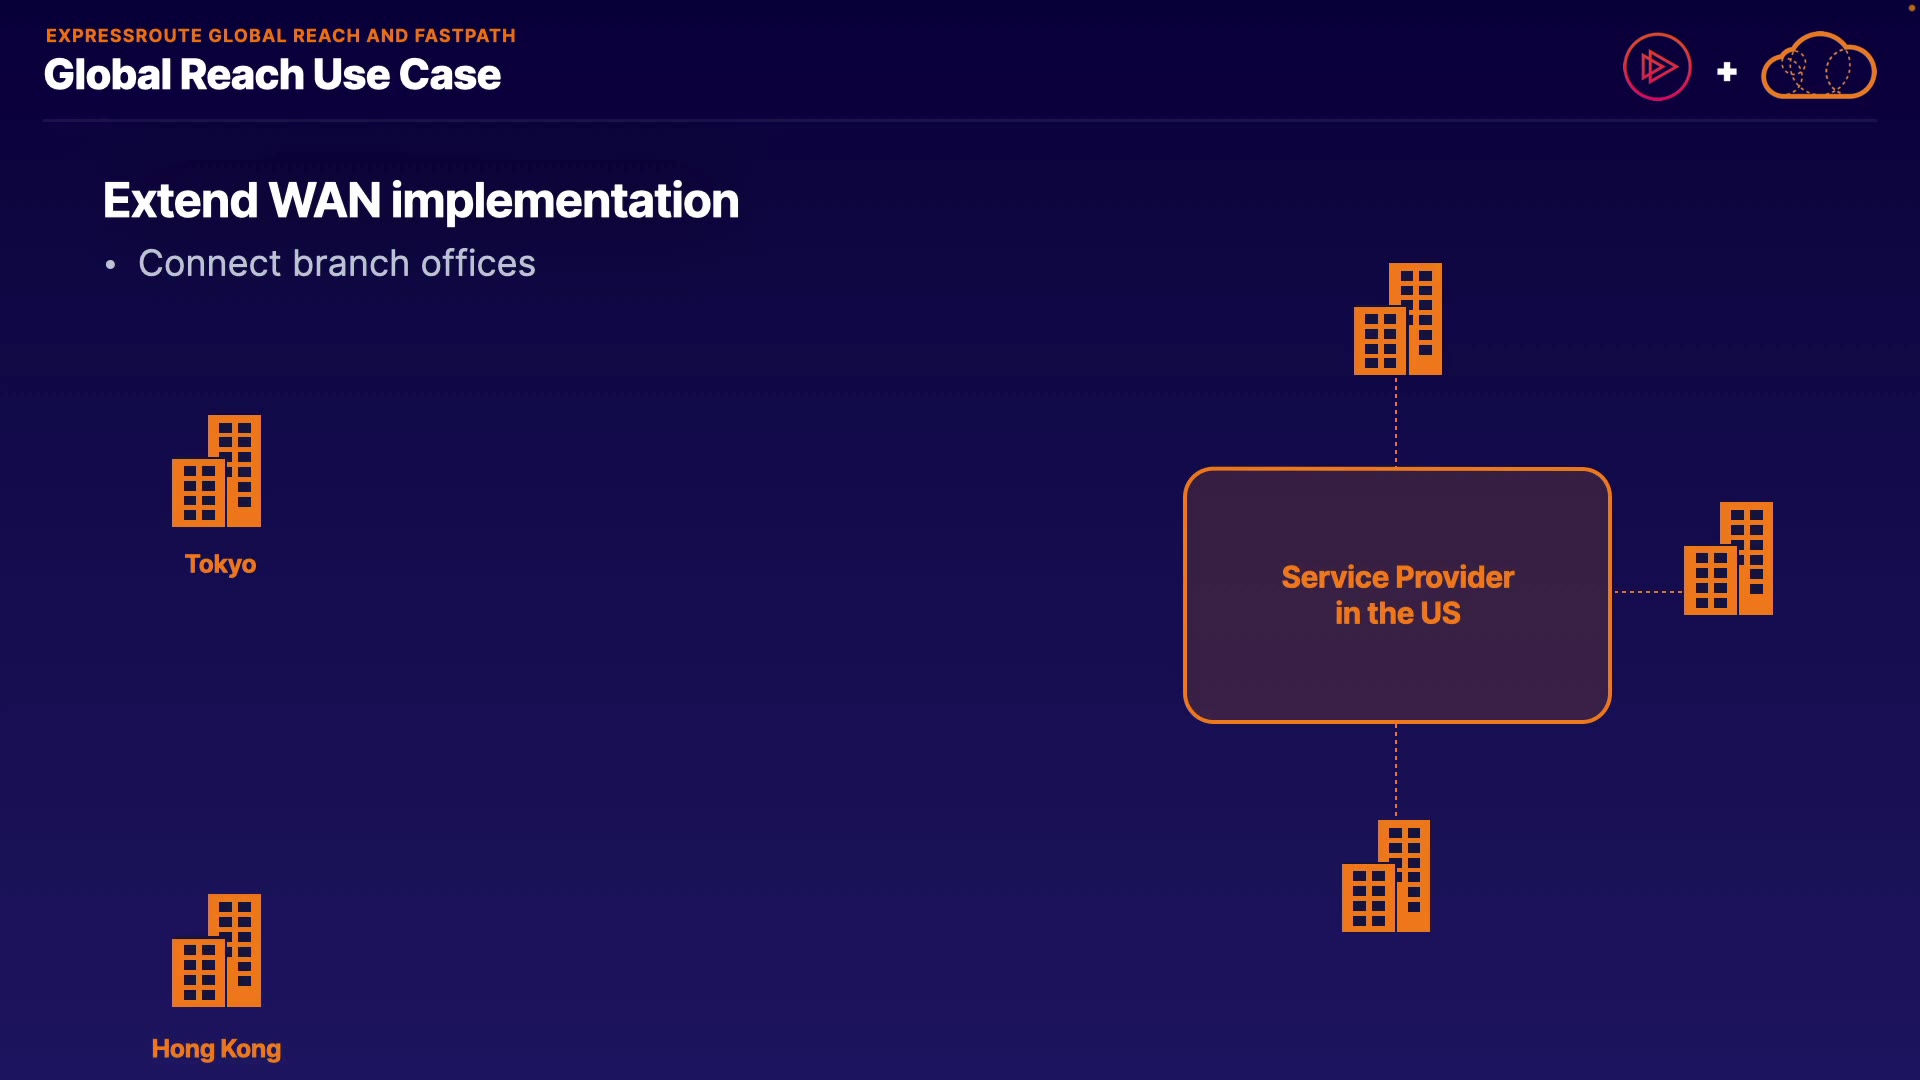 EXPRESSROUTE GLOBAL REACH AND FASTPATH
Global Reach Use Case
Extend WAN implementation
• Connect branch offices
Tokyo
Service Provider
in the US
Hong Kong